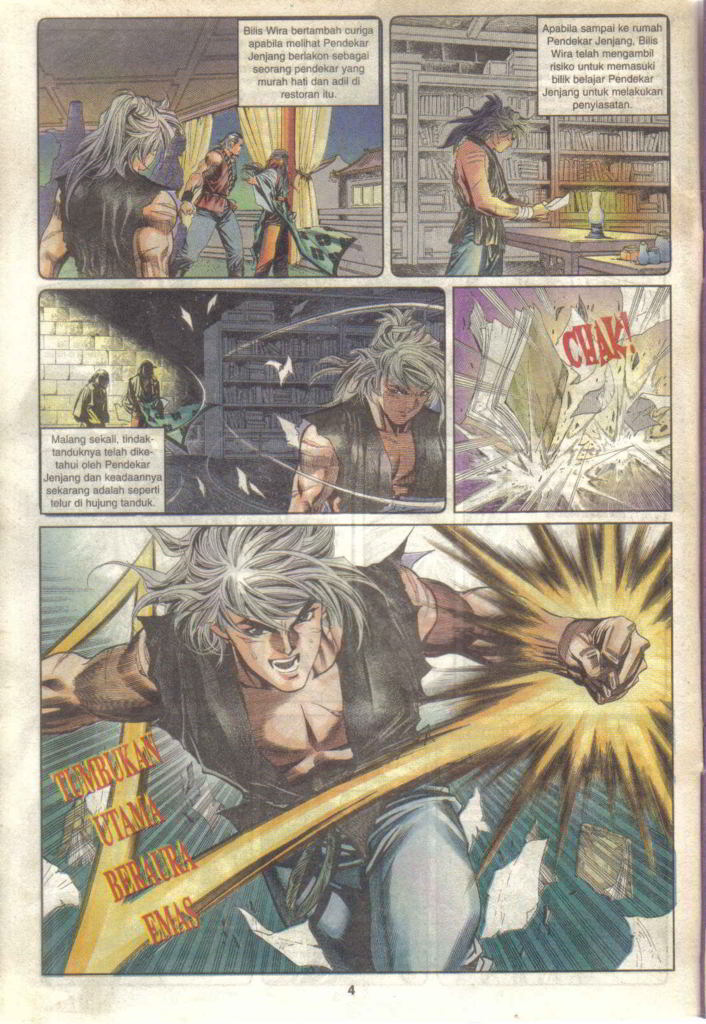 Bilis Wira bertambah curiga
apabila melihat Pendekar
Jenjang berlakon sebagai
seorang pendekar yang
murah hati dan adil di
restoran itu.
Apabila sampai ke rumah
Pendekar Jenjang, Bilis
Wira telah mengambil
risiko untuk memasuki
bilik belajar Pendekar
Jenjang untuk melakukan
penyiasatan.
Malang sekali, tindak-
tanduknya telah dike-
tahui oleh Pendekar
Jenjang dan keadaannya
sekarang adalah seperti
telur di hujung tanduk.
CHAK!
TUMBUKAN
UTAMA
BERAURA
EMAS
4